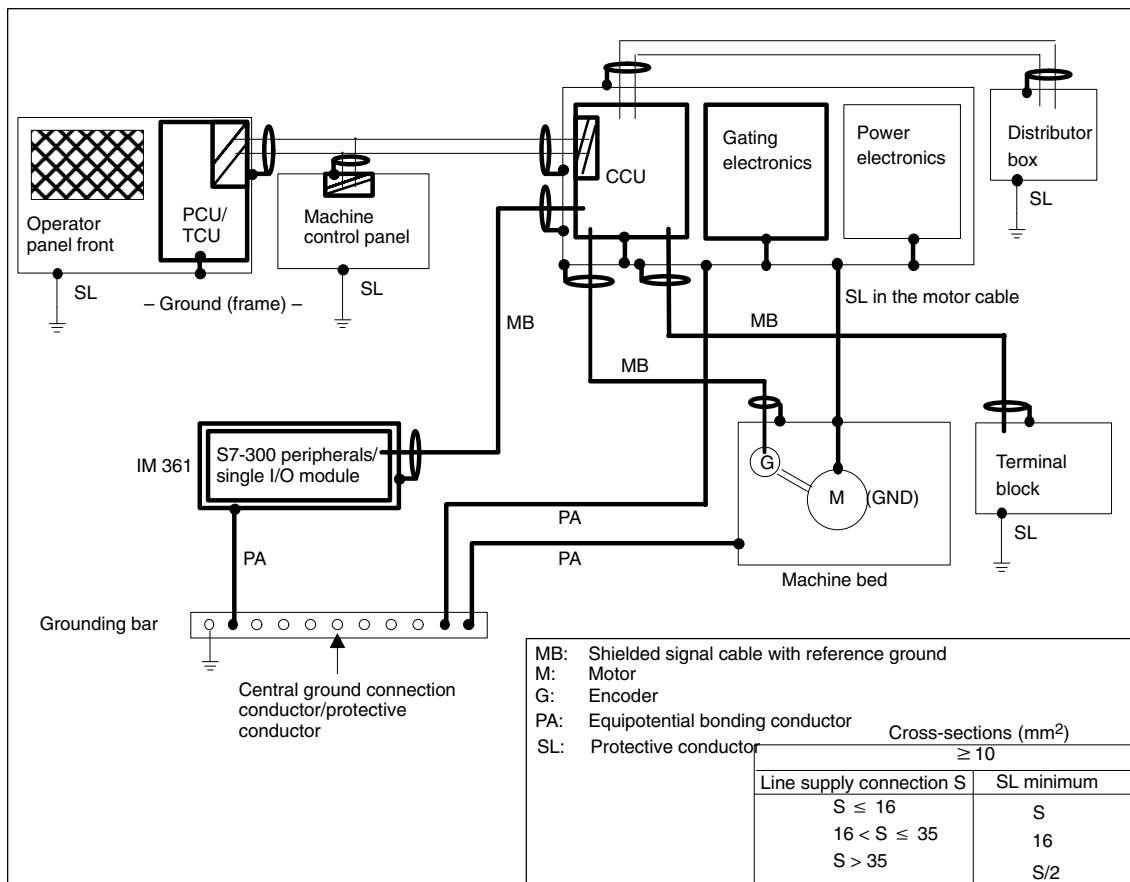 Operator
panel front
PCU/
TCU
Machine
control panel
CCU
Gating
electronics
Power
electronics
Distributor
box
SL
SL
SL
– Ground (frame) –
SL in the motor cable
MB
MB
MB
IM 361
S7-300 peripherals/
single I/O module
G
M
(GND)
Terminal
block
SL
PA
PA
PA
Machine bed
Grounding bar
Central ground connection
conductor/protective
conductor
MB: Shielded signal cable with reference ground
M: Motor
G: Encoder
PA: Equipotential bonding conductor
SL: Protective conductor
Cross-sections (mm²)
≥ 10
Line supply connection S SL minimum
S ≤ 16 S
16 < S ≤ 35 16
S > 35 S/2